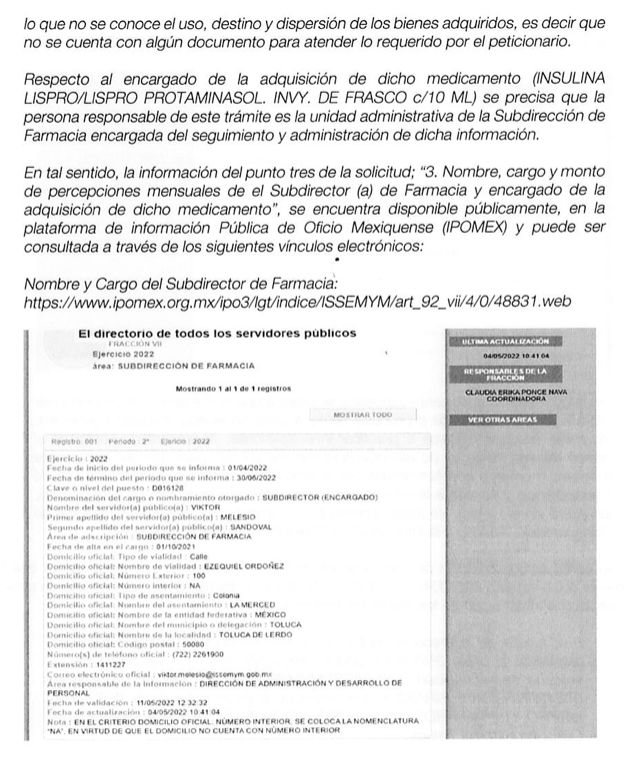 lo que no se conoce el uso, destino y dispersión de los bienes adquiridos, es decir que
no se cuenta con algún documento para atender lo requerido por el peticionario.
Respecto al encargado de la adquisición de dicho medicamento (INSULINA
LISPRO/LISPRO PROTAMINASOL. INVY. DE FRASCO c/10 ML) se precisa que la
persona responsable de este trámite es la unidad administrativa de la Subdirección de
Farmacia encargada del seguimiento y administración de dicha información.
En tal sentido, la información del punto tres de la solicitud; “3. Nombre, cargo y monto
de percepciones mensuales de el Subdirector (a) de Farmacia y encargado de la
adquisición de dicho medicamento”, se encuentra disponible públicamente, en la
plataforma de información Pública de Oficio Mexiquense (IPOMEX) y puede ser
consultada a través de los siguientes vínculos electrónicos:
Nombre y Cargo del Subdirector de Farmacia:
https://www.ipomex.org.mx/ipo3/lgt/indice/ISSEMYM/art_92_vii/4/0/48831.web
El directorio de todos los servidores públicos
FRACCIÓN VII
Ejercicio 2022
área: SUBDIRECCIÓN DE FARMACIA
Mostrando 1 al 1 de 1 registros
MOSTRAR TODO
Registro: 001 Periodo : 2° Ejercicio : 2022
Ejercicio : 2022
Fecha de inicio del periodo que se informa : 01/04/2022
Fecha de término del periodo que se informa : 30/06/2022
Clave o nivel del puesto : D016128
Denominación del cargo o nombramiento otorgado : SUBDIRECTOR (ENCARGADO)
Nombre del servidor(a) público(a) : VIKTOR
Primer apellido del servidor(a) público(a) : MELESIO
Segundo apellido del servidor(a) público(a) : SANDOVAL
Área de adscripción : SUBDIRECCIÓN DE FARMACIA
Fecha de alta en el cargo : 01/10/2021
Domicilio oficial: Tipo de vialidad : Calle
Domicilio oficial: Nombre de vialidad : EZEQUIEL ORDOÑEZ
Domicilio oficial: Número Exterior : 100
Domicilio oficial: Número interior : NA
Domicilio oficial: Tipo de asentamiento : Colonia
Domicilio oficial: Nombre del asentamiento : LA MERCED
Domicilio oficial: Nombre de la entidad federativa : MÉXICO
Domicilio oficial: Nombre del municipio o delegación : TOLUCA
Domicilio oficial: Nombre de la localidad : TOLUCA DE LERDO
Domicilio oficial: Código postal : 50080
Número(s) de teléfono oficial : (722) 2261900
Extensión : 1411227
Correo electrónico oficial : viktor.melesio@issemym.gob.mx
Área responsable de la información : DIRECCIÓN DE ADMINISTRACIÓN Y DESARROLLO DE
PERSONAL
Fecha de validación : 11/05/2022 12:32:32
Fecha de actualización : 04/05/2022 10:41:04
Nota : EN EL CRITERIO DOMICILIO OFICIAL: NÚMERO INTERIOR. SE COLOCA LA NOMENCLATURA
"NA". EN VIRTUD DE QUE EL DOMICILIO NO CUENTA CON NÚMERO INTERIOR
ULTIMA ACTUALIZACIÓN
04/05/2022 10:41:04
RESPONSABLES DE LA
FRACCIÓN
CLAUDIA ERIKA PONCE NAVA
COORDINADORA
VER OTRAS AREAS